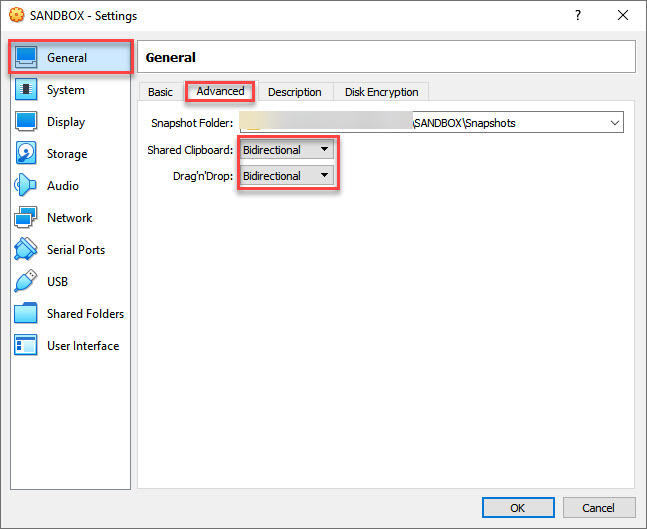 SANDBOX - Settings
General
System
Display
Storage
Audio
Network
Serial Ports
USB
Shared Folders
User Interface
General
Basic Advanced Description Disk Encryption
Snapshot Folder: \SANDBOX\Snapshots
Shared Clipboard: Bidirectional
Drag'n'Drop: Bidirectional
OK Cancel